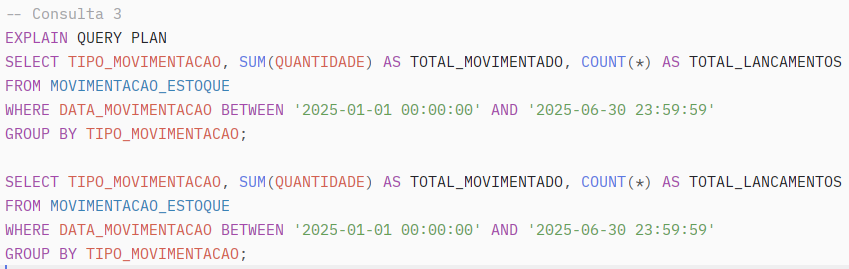 -- Consulta 3
EXPLAIN QUERY PLAN
SELECT TIPO_MOVIMENTACAO, SUM(QUANTIDADE) AS TOTAL_MOVIMENTADO, COUNT(*) AS TOTAL_LANCAMENTOS
FROM MOVIMENTACAO_ESTOQUE
WHERE DATA_MOVIMENTACAO BETWEEN '2025-01-01 00:00:00' AND '2025-06-30 23:59:59'
GROUP BY TIPO_MOVIMENTACAO;

SELECT TIPO_MOVIMENTACAO, SUM(QUANTIDADE) AS TOTAL_MOVIMENTADO, COUNT(*) AS TOTAL_LANCAMENTOS
FROM MOVIMENTACAO_ESTOQUE
WHERE DATA_MOVIMENTACAO BETWEEN '2025-01-01 00:00:00' AND '2025-06-30 23:59:59'
GROUP BY TIPO_MOVIMENTACAO;